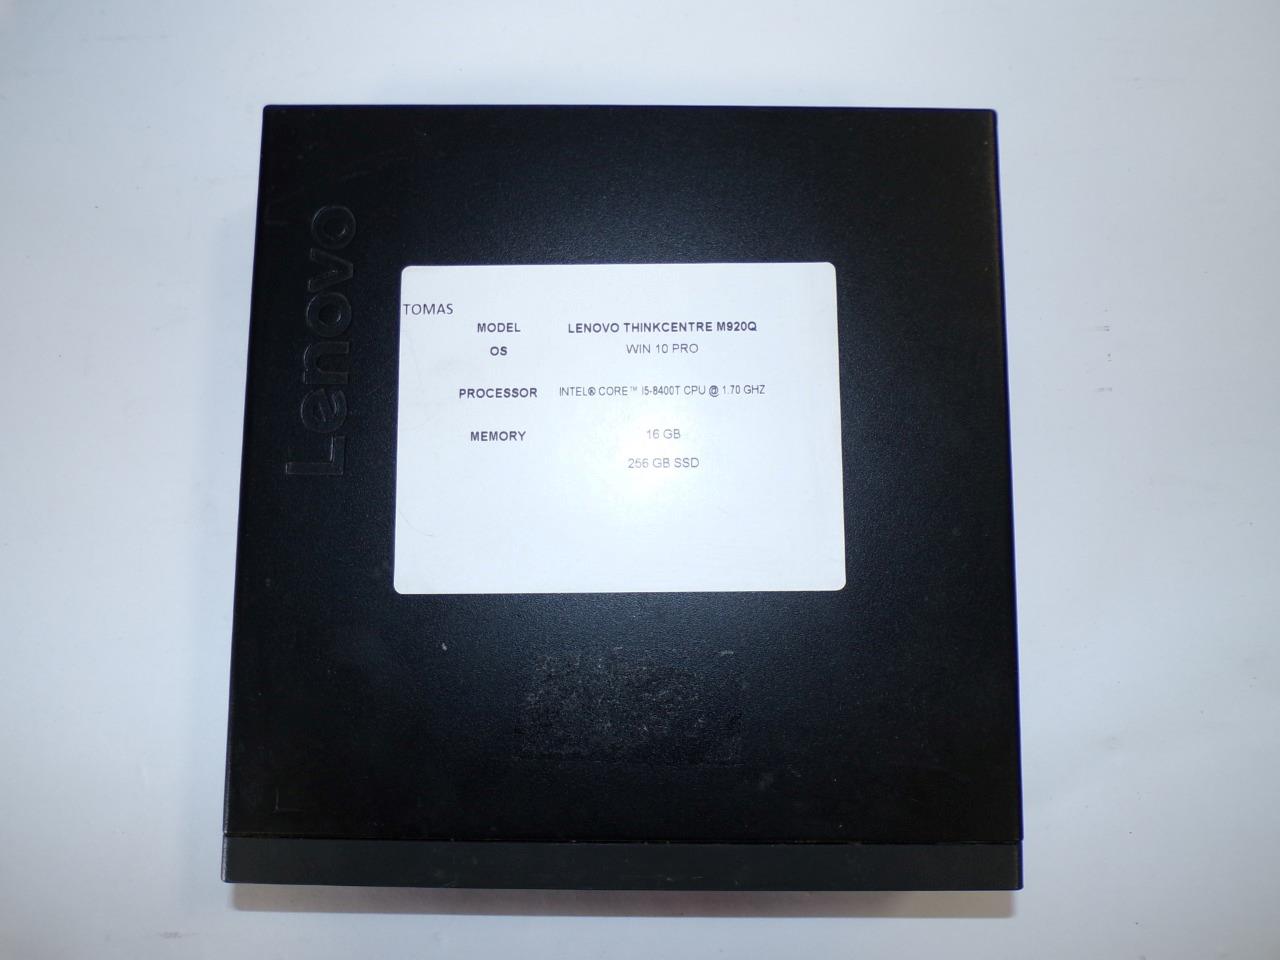 Lenovo
TOMAS
MODEL LENOVO THINKCENTRE M920Q
OS WIN 10 PRO
PROCESSOR INTEL® CORE™ I5-8400T CPU @ 1.70 GHZ
MEMORY 16 GB
256 GB SSD